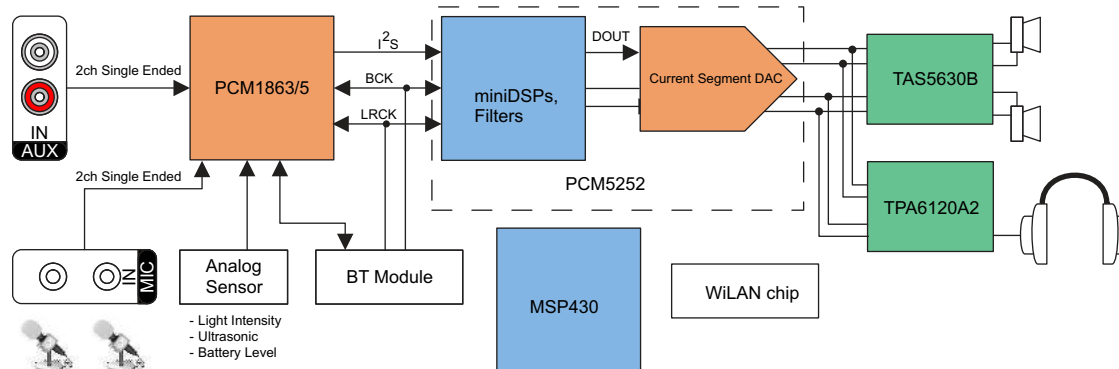 IN
AUX
2ch Single Ended
PCM1863/5
I2S
BCK
LRCK
miniDSPs,
Filters
DOUT
Current Segment DAC
PCM5252
TAS5630B
TPA6120A2
2ch Single Ended
IN
MIC
Analog
Sensor
- Light Intensity
- Ultrasonic
- Battery Level
BT Module
MSP430
WiLAN chip